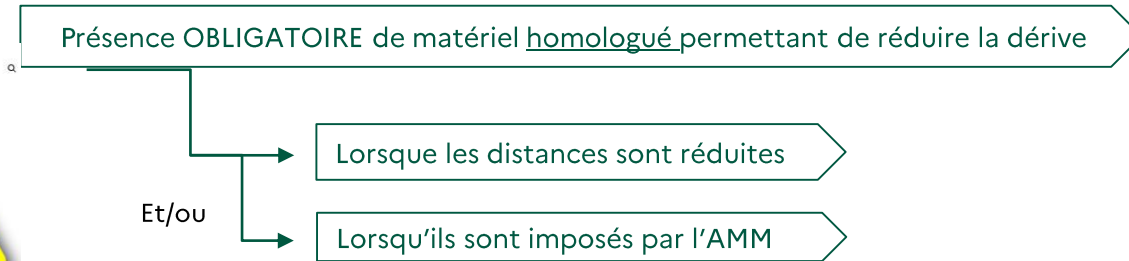 Présence OBLIGATOIRE de matériel homologué permettant de réduire la dérive
Lorsque les distances sont réduites
Et/ou
Lorsqu'ils sont imposés par l'AMM